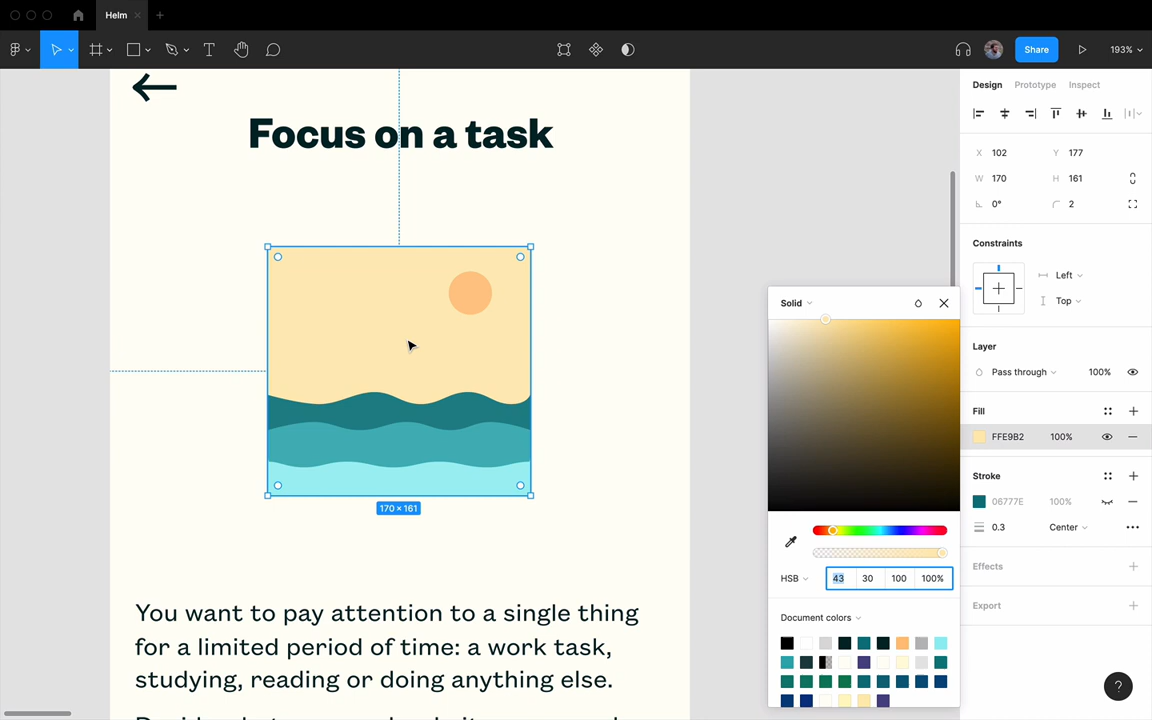 Helm
Share
193%
Design Prototype Inspect
Focus on a task
X 102 Y 177
W 170 H 161
0° 2
Constraints
Left
Top
Solid
Layer
Pass through 100%
Fill
FFE9B2 100%
Stroke
06777E 100%
0.3 Center
170 × 161
HSB 43 30 100 100%
Effects
Export
You want to pay attention to a single thing
for a limited period of time: a work task,
studying, reading or doing anything else.
Document colors
?